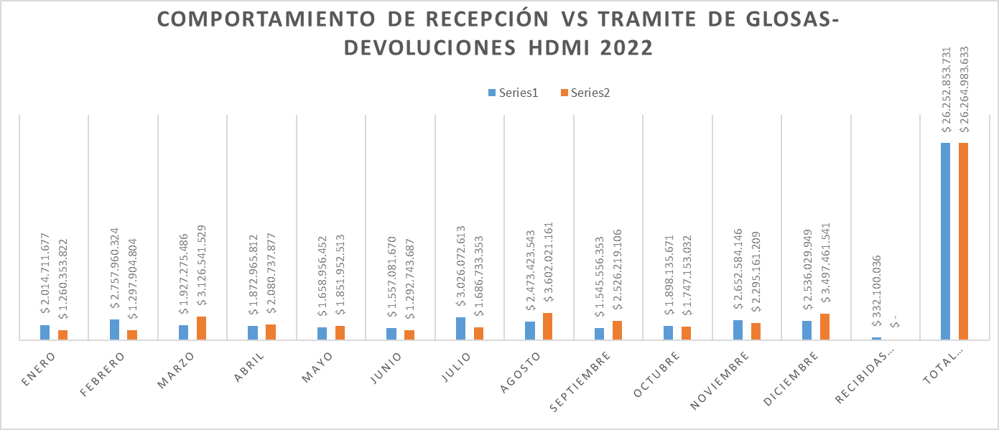 COMPORTAMIENTO DE RECEPCIÓN VS TRAMITE DE GLOSAS-
DEVOLUCIONES HDMI 2022
Series1 Series2
$ 2.014.711.677
$ 1.260.353.822
$ 2.757.960.324
$ 1.297.904.804
$ 1.927.275.486
$ 3.126.541.529
$ 1.872.965.812
$ 2.080.737.877
$ 1.658.956.452
$ 1.851.952.513
$ 1.557.081.670
$ 1.292.743.687
$ 3.026.072.613
$ 1.686.733.353
$ 2.473.423.543
$ 3.602.021.161
$ 1.545.556.353
$ 2.526.219.106
$ 1.898.135.671
$ 1.747.153.032
$ 2.652.584.146
$ 2.295.161.209
$ 2.536.029.949
$ 3.497.461.541
$ 332.100.036
$ -
$ 26.252.853.731
$ 26.264.983.633
ENERO
FEBRERO
MARZO
ABRIL
MAYO
JUNIO
JULIO
AGOSTO
SEPTIEMBRE
OCTUBRE
NOVIEMBRE
DICIEMBRE
RECIBIDAS…
TOTAL…